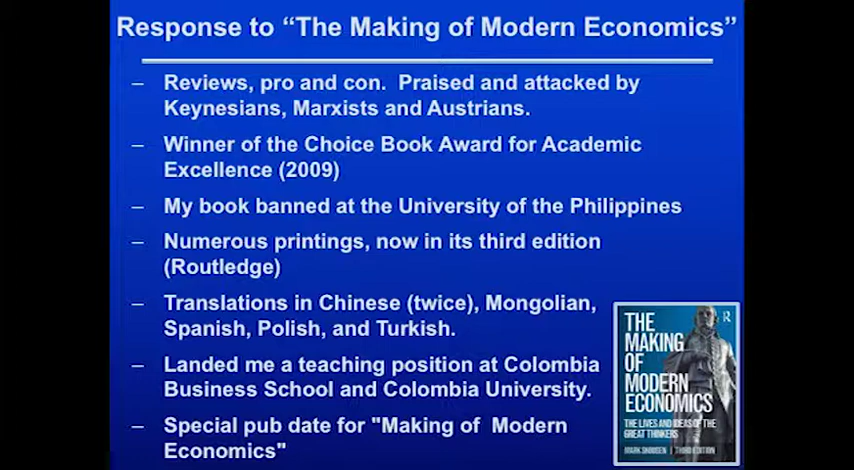 Response to “The Making of Modern Economics”
– Reviews, pro and con. Praised and attacked by
Keynesians, Marxists and Austrians.
– Winner of the Choice Book Award for Academic
Excellence (2009)
– My book banned at the University of the Philippines
– Numerous printings, now in its third edition
(Routledge)
– Translations in Chinese (twice), Mongolian,
Spanish, Polish, and Turkish.
– Landed me a teaching position at Colombia
Business School and Colombia University.
– Special pub date for "Making of Modern
Economics"
R
THE
MAKING
OF
MODERN
ECONOMICS
THE LIVES AND IDEAS OF THE
GREAT THINKERS
MARK SKOUSEN | THIRD EDITION